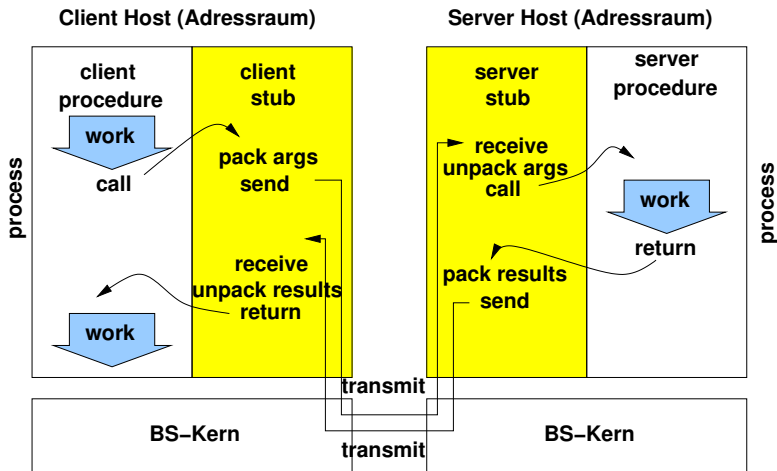 Client Host (Adressraum)
Server Host (Adressraum)
process
client
procedure
work
call
work
client
stub
pack args
send
receive
unpack results
return
server
stub
receive
unpack args
call
pack results
send
server
procedure
work
return
process
transmit
BS−Kern
transmit
BS−Kern